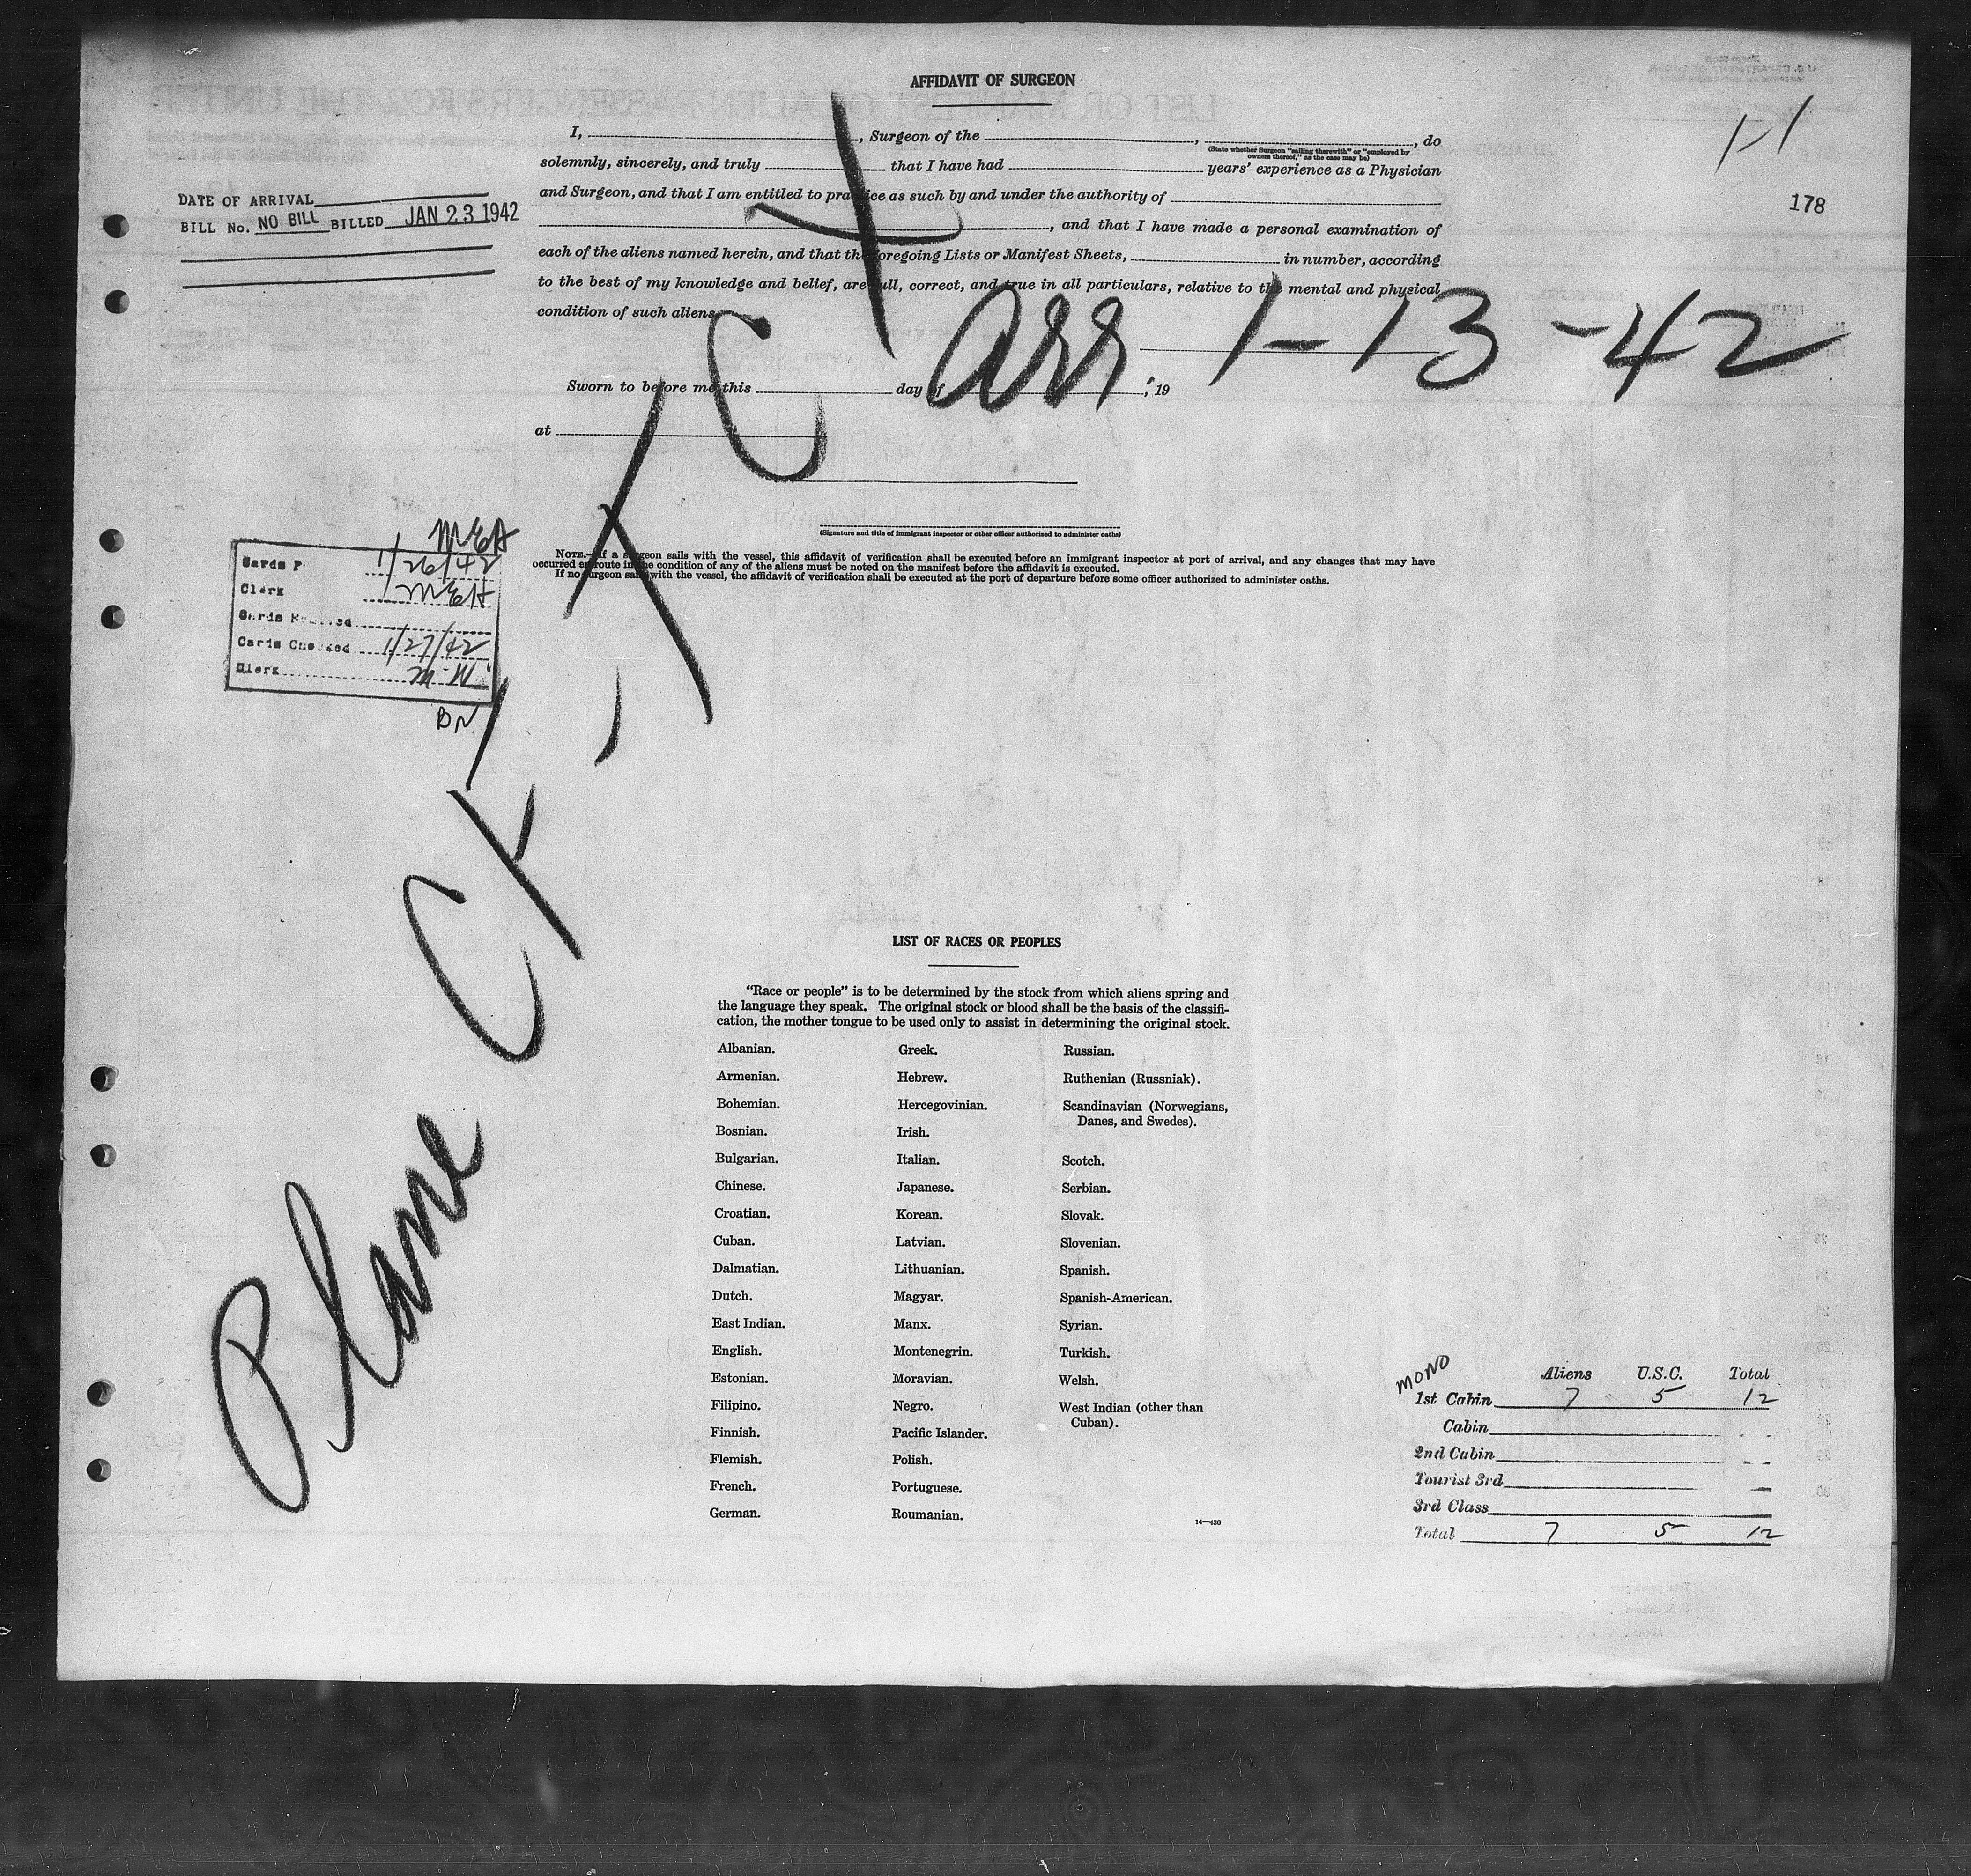 AFFIDAVIT OF SURGEON
1-1
I, , Surgeon of the , , do
(State whether Surgeon "sailing therewith" or "employed by
owners thereof," as the case may be)
solemnly, sincerely, and truly that I have had years' experience as a Physician
and Surgeon, and that I am entitled to practice as such by and under the authority of
, and that I have made a personal examination of
each of the aliens named herein, and that the foregoing Lists or Manifest Sheets, in number, according
to the best of my knowledge and belief, are full, correct, and true in all particulars, relative to the mental and physical
condition of such aliens.
178
DATE OF ARRIVAL
BILL No. NO BILL BILLED JAN 23 1942
arr 1-13-42
Sworn to before me this day of , 19
at
(Signature and title of immigrant inspector or other officer authorized to administer oaths)
NOTE.—If a surgeon sails with the vessel, this affidavit of verification shall be executed before an immigrant inspector at port of arrival, and any changes that may have
occurred en route in the condition of any of the aliens must be noted on the manifest before the affidavit is executed.
If no surgeon sails with the vessel, the affidavit of verification shall be executed at the port of departure before some officer authorized to administer oaths.
MEH
Cards P 1/26/42
Clerk MEH
Cards
Cards Checked 1/27/42
Clerk M W
BN
Plane
LIST OF RACES OR PEOPLES
"Race or people" is to be determined by the stock from which aliens spring and
the language they speak. The original stock or blood shall be the basis of the classifi-
cation, the mother tongue to be used only to assist in determining the original stock.
Albanian.
Armenian.
Bohemian.
Bosnian.
Bulgarian.
Chinese.
Croatian.
Cuban.
Dalmatian.
Dutch.
East Indian.
English.
Estonian.
Filipino.
Finnish.
Flemish.
French.
German.
Greek.
Hebrew.
Hercegovinian.
Irish.
Italian.
Japanese.
Korean.
Latvian.
Lithuanian.
Magyar.
Manx.
Montenegrin.
Moravian.
Negro.
Pacific Islander.
Polish.
Portuguese.
Roumanian.
Russian.
Ruthenian (Russniak).
Scandinavian (Norwegians,
Danes, and Swedes).
Scotch.
Serbian.
Slovak.
Slovenian.
Spanish.
Spanish-American.
Syrian.
Turkish.
Welsh.
West Indian (other than
Cuban).
14—430
MONO
Aliens U.S.C. Total
1st Cabin 7 5 12
Cabin
2nd Cabin
Tourist 3rd
3rd Class
Total 7 5 12